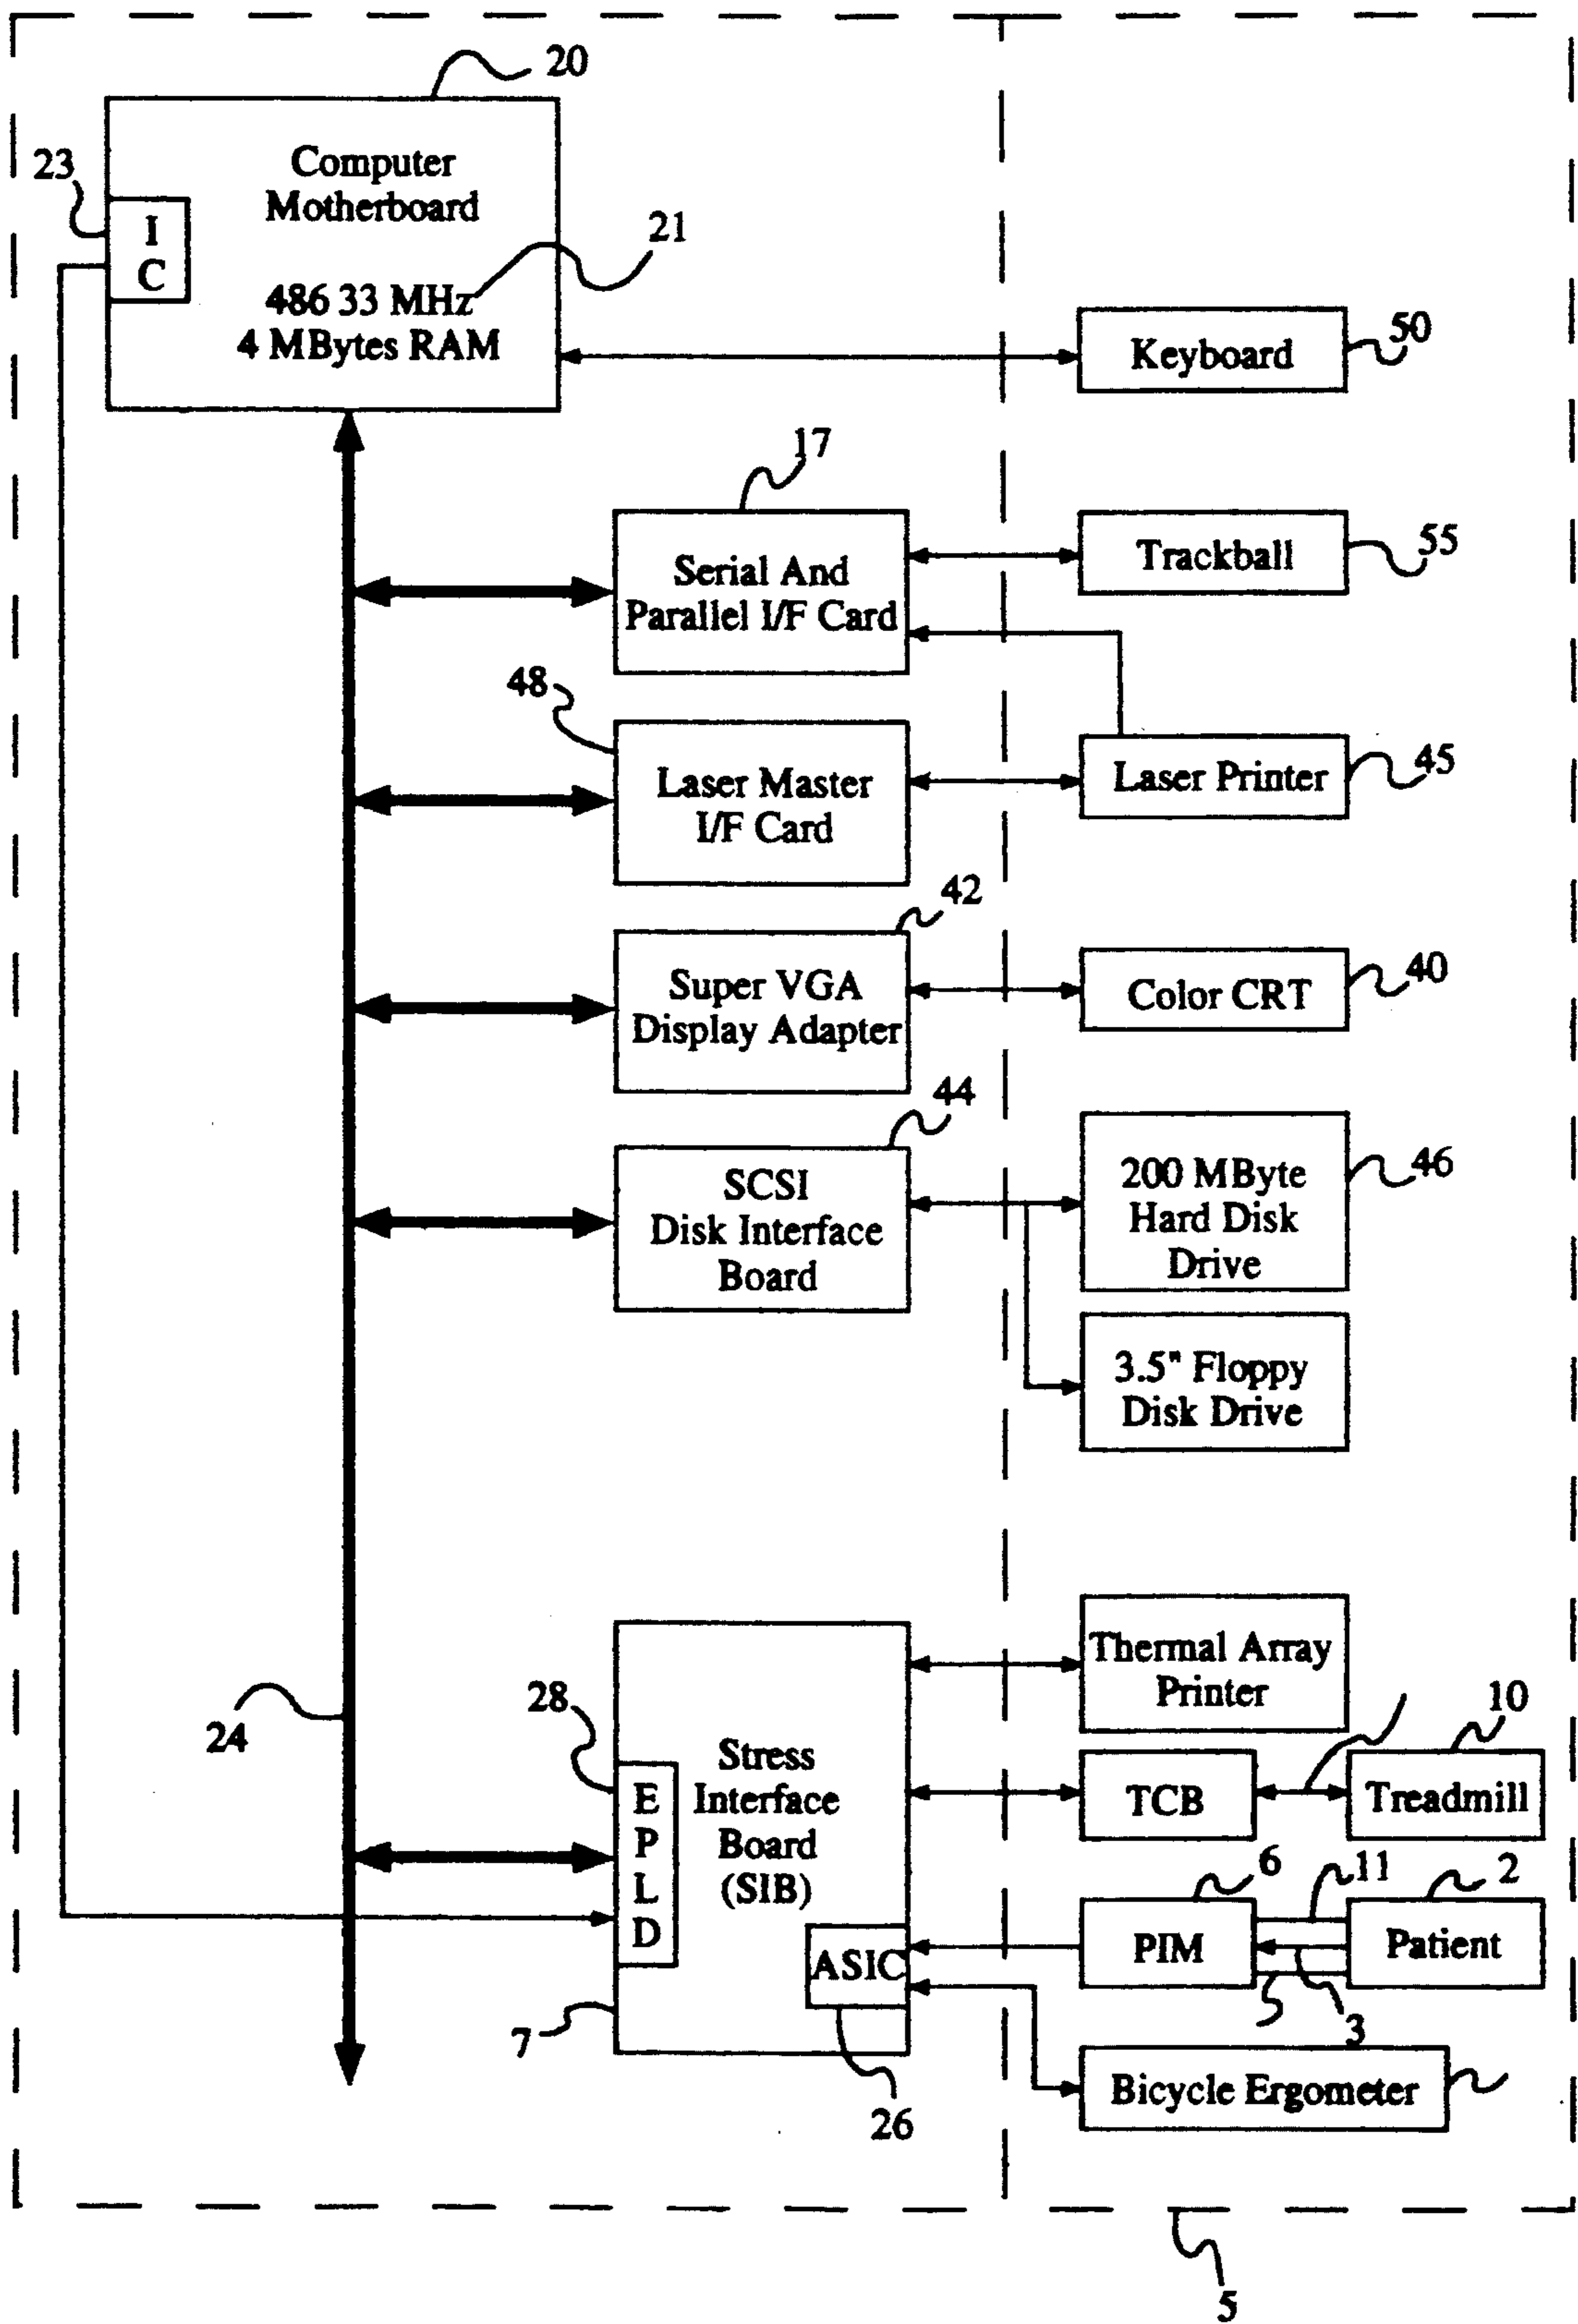 20
Computer
Motherboard
23
I
C
21
486 33 MHz
4 MBytes RAM
Keyboard
50
17
Serial And
Parallel I/F Card
Trackball
55
48
Laser Master
I/F Card
Laser Printer
45
42
Super VGA
Display Adapter
Color CRT
40
44
SCSI
Disk Interface
Board
200 MByte
Hard Disk
Drive
46
3.5" Floppy
Disk Drive
24
28
E
P
L
D
Stress
Interface
Board
(SIB)
ASIC
7
26
Thermal Array
Printer
10
TCB
Treadmill
6
11
2
PIM
Patient
3
Bicycle Ergometer
5